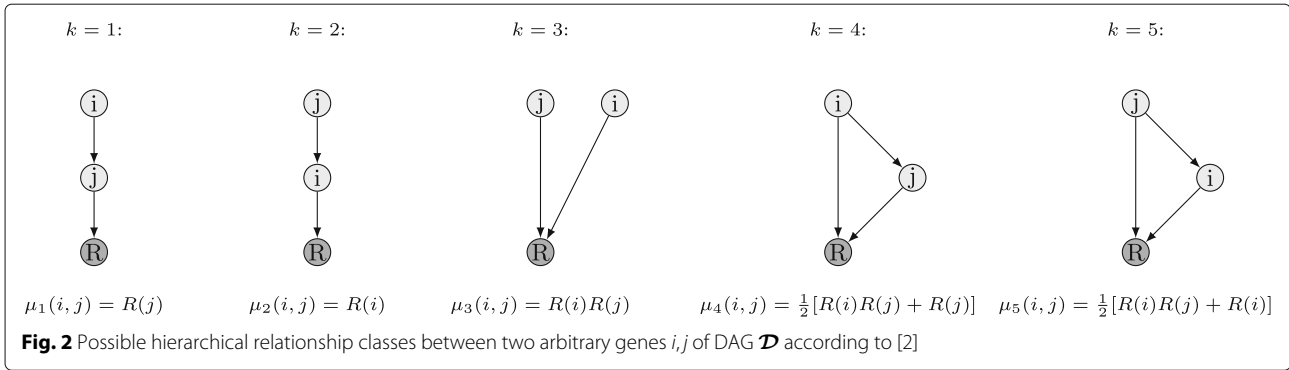 k = 1: k = 2: k = 3: k = 4: k = 5:
i j j i i j
j i j i
R R R R R
μ₁(i, j) = R(j) μ₂(i, j) = R(i) μ₃(i, j) = R(i)R(j) μ₄(i, j) = ½[R(i)R(j) + R(j)] μ₅(i, j) = ½[R(i)R(j) + R(i)]
Fig. 2 Possible hierarchical relationship classes between two arbitrary genes i, j of DAG 𝓓 according to [2]